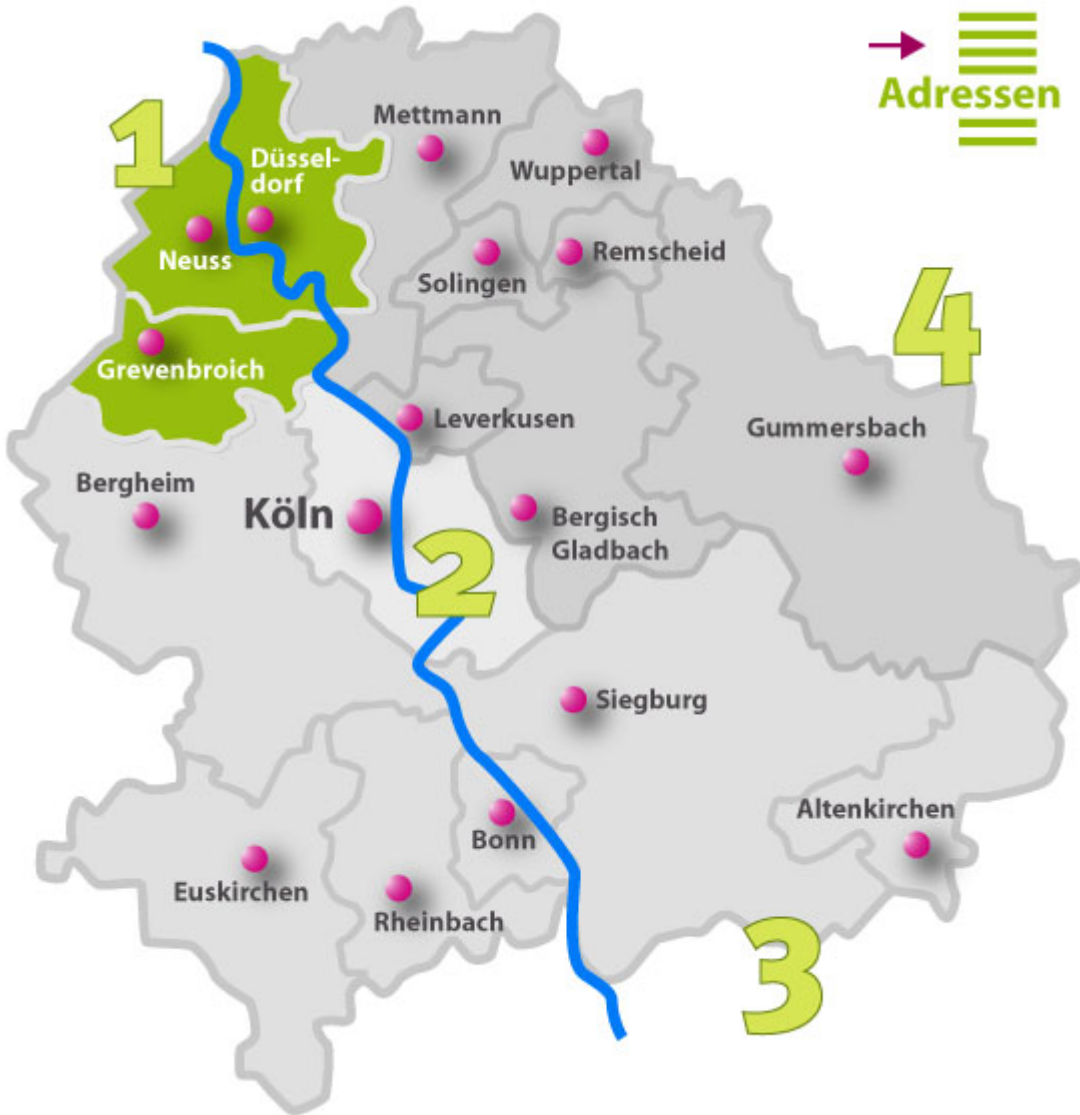 Adressen
1
Mettmann
Wuppertal
Düssel-
dorf
Neuss
Solingen
Remscheid
4
Grevenbroich
Leverkusen
Gummersbach
Bergheim
Köln
Bergisch
Gladbach
2
Siegburg
Altenkirchen
Bonn
Euskirchen
Rheinbach
3